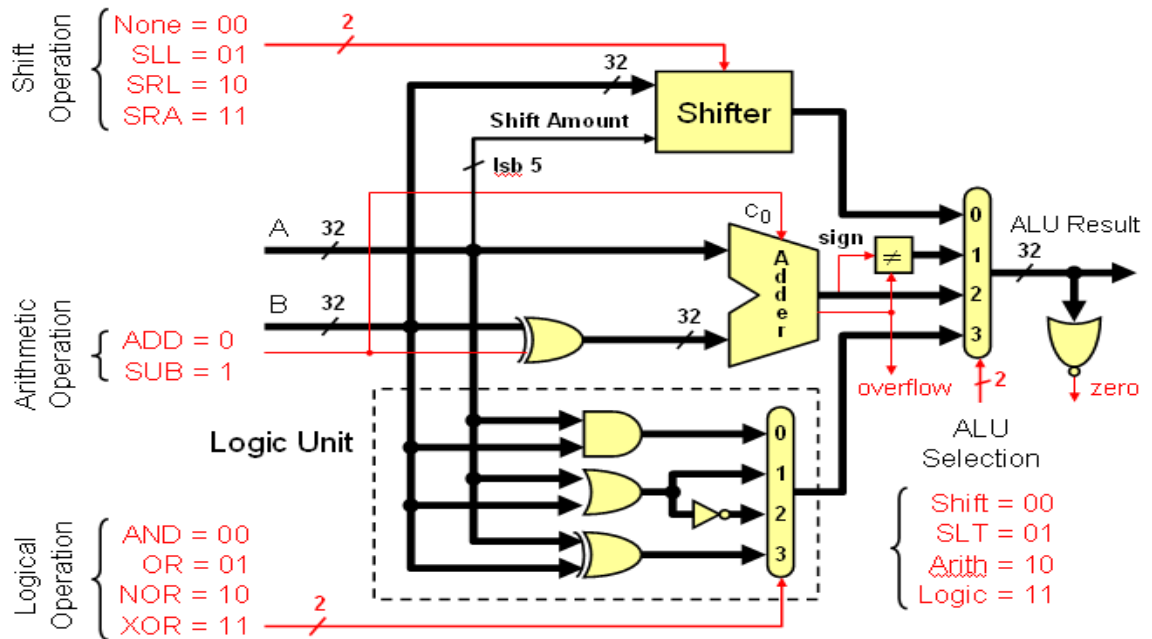 Shift Operation
None = 00
SLL = 01
SRL = 10
SRA = 11
2
32
Shifter
Shift Amount
lsb 5
A
32
B
32
c0
Adder
32
sign
≠
overflow
0
1
2
3
ALU Result
32
zero
2
ALU
Selection
Shift = 00
SLT = 01
Arith = 10
Logic = 11
Arithmetic Operation
ADD = 0
SUB = 1
Logic Unit
0
1
2
3
Logical Operation
AND = 00
OR = 01
NOR = 10
XOR = 11
2